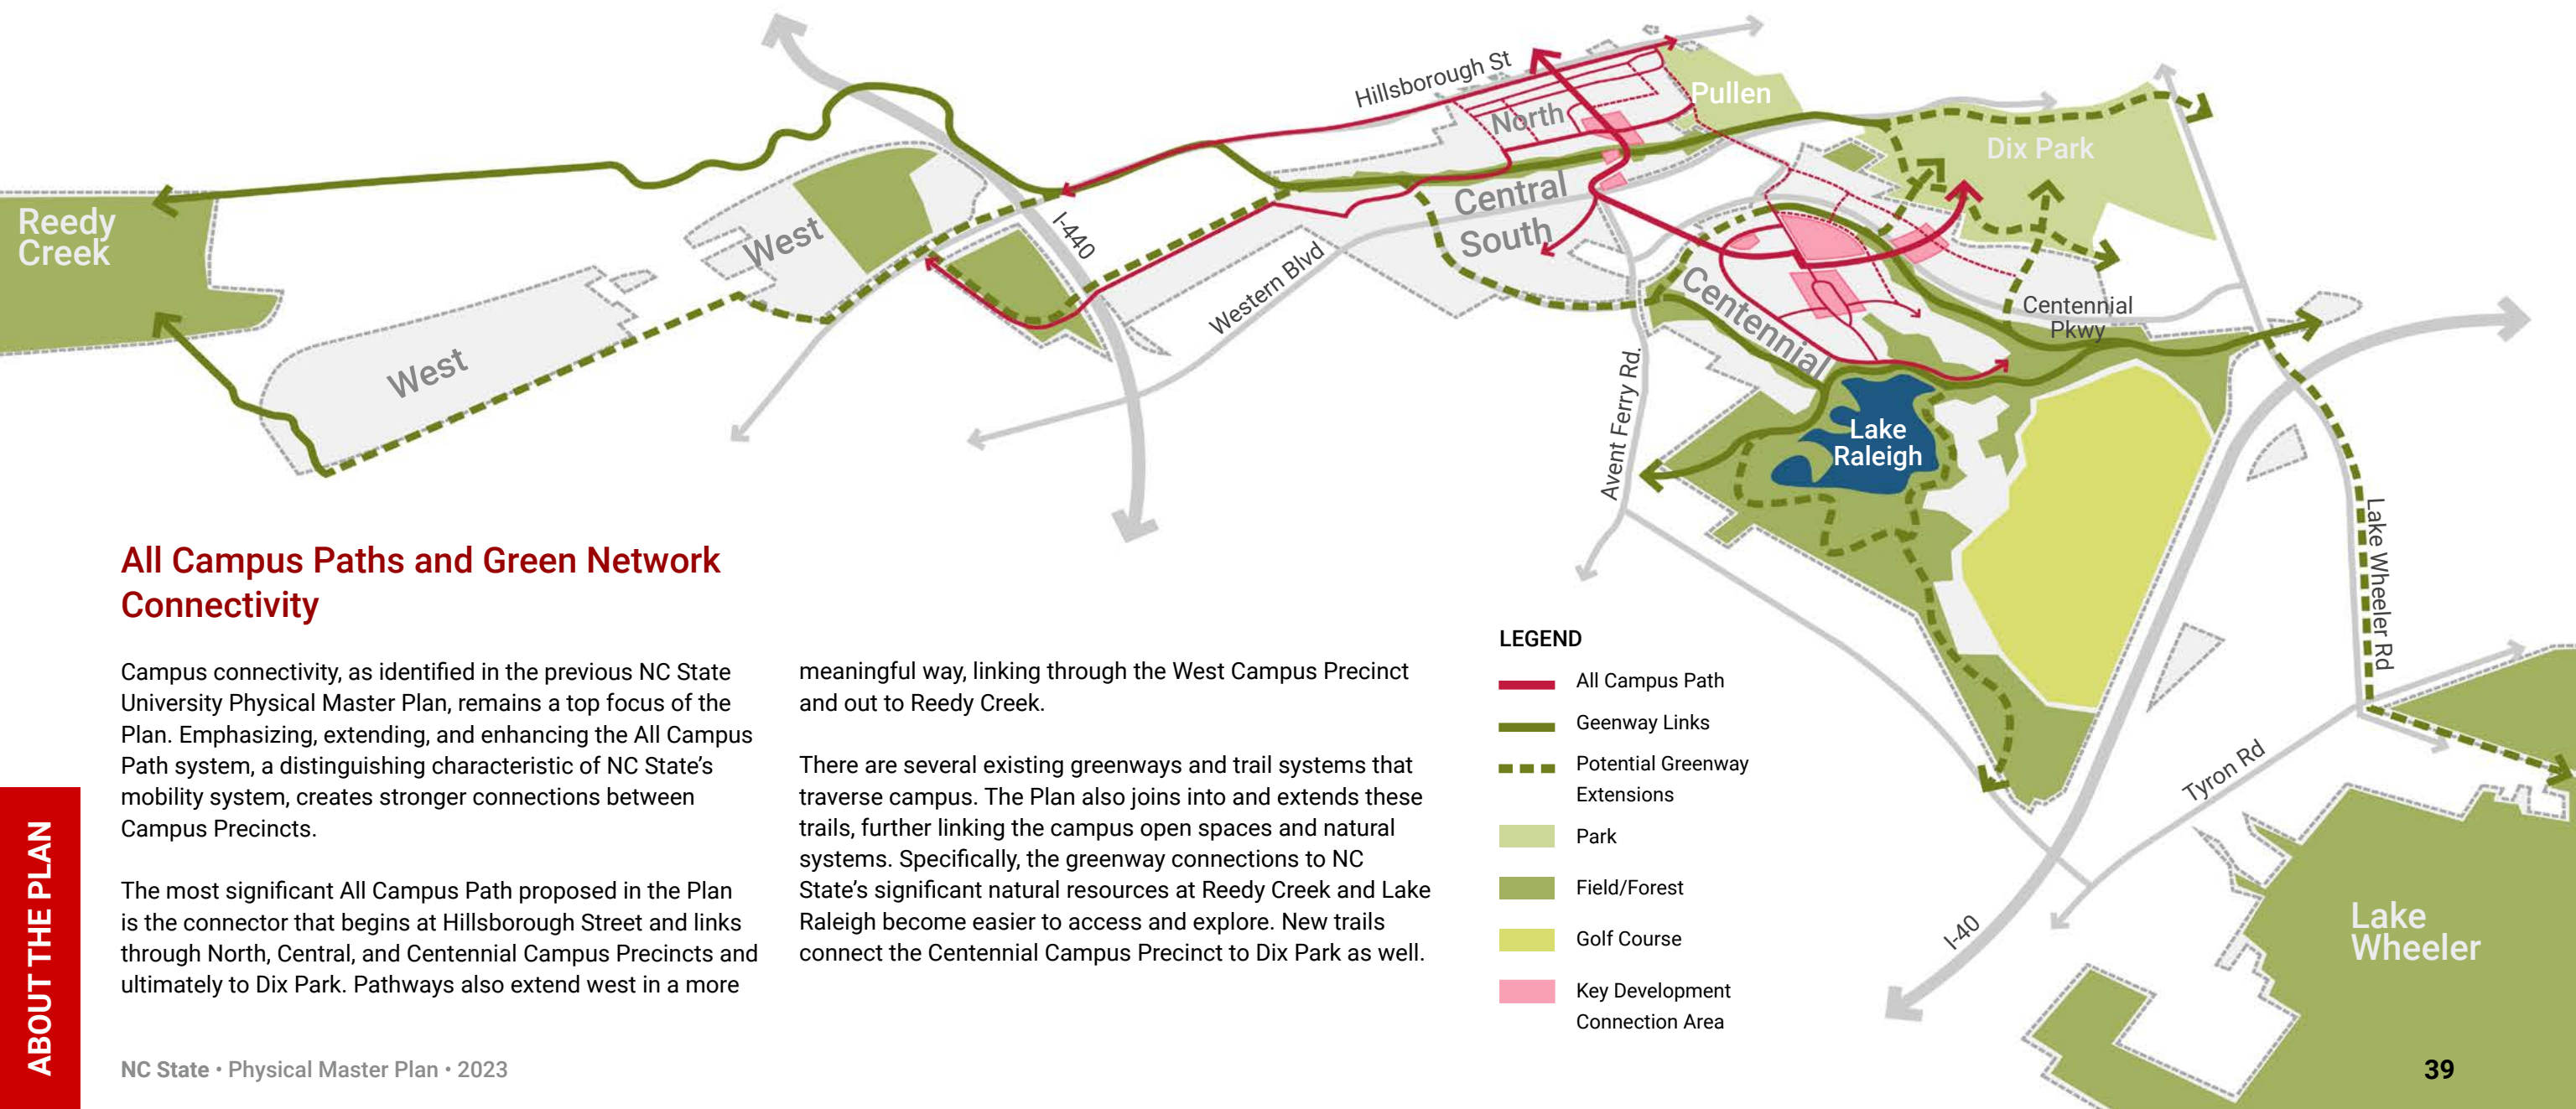 Hillsborough St
North
Pullen
Dix Park
Reedy
Creek
West
I-440
Central
South
Western Blvd
West
Centennial
Centennial
Pkwy
Avent Ferry Rd.
Lake
Raleigh
Lake Wheeler Rd
Tyron Rd
I-40
Lake
Wheeler
All Campus Paths and Green Network
Connectivity
Campus connectivity, as identified in the previous NC State
University Physical Master Plan, remains a top focus of the
Plan. Emphasizing, extending, and enhancing the All Campus
Path system, a distinguishing characteristic of NC State’s
mobility system, creates stronger connections between
Campus Precincts.
The most significant All Campus Path proposed in the Plan
is the connector that begins at Hillsborough Street and links
through North, Central, and Centennial Campus Precincts and
ultimately to Dix Park. Pathways also extend west in a more
meaningful way, linking through the West Campus Precinct
and out to Reedy Creek.
There are several existing greenways and trail systems that
traverse campus. The Plan also joins into and extends these
trails, further linking the campus open spaces and natural
systems. Specifically, the greenway connections to NC
State’s significant natural resources at Reedy Creek and Lake
Raleigh become easier to access and explore. New trails
connect the Centennial Campus Precinct to Dix Park as well.
LEGEND
All Campus Path
Geenway Links
Potential Greenway
Extensions
Park
Field/Forest
Golf Course
Key Development
Connection Area
ABOUT THE PLAN
NC State • Physical Master Plan • 2023
39